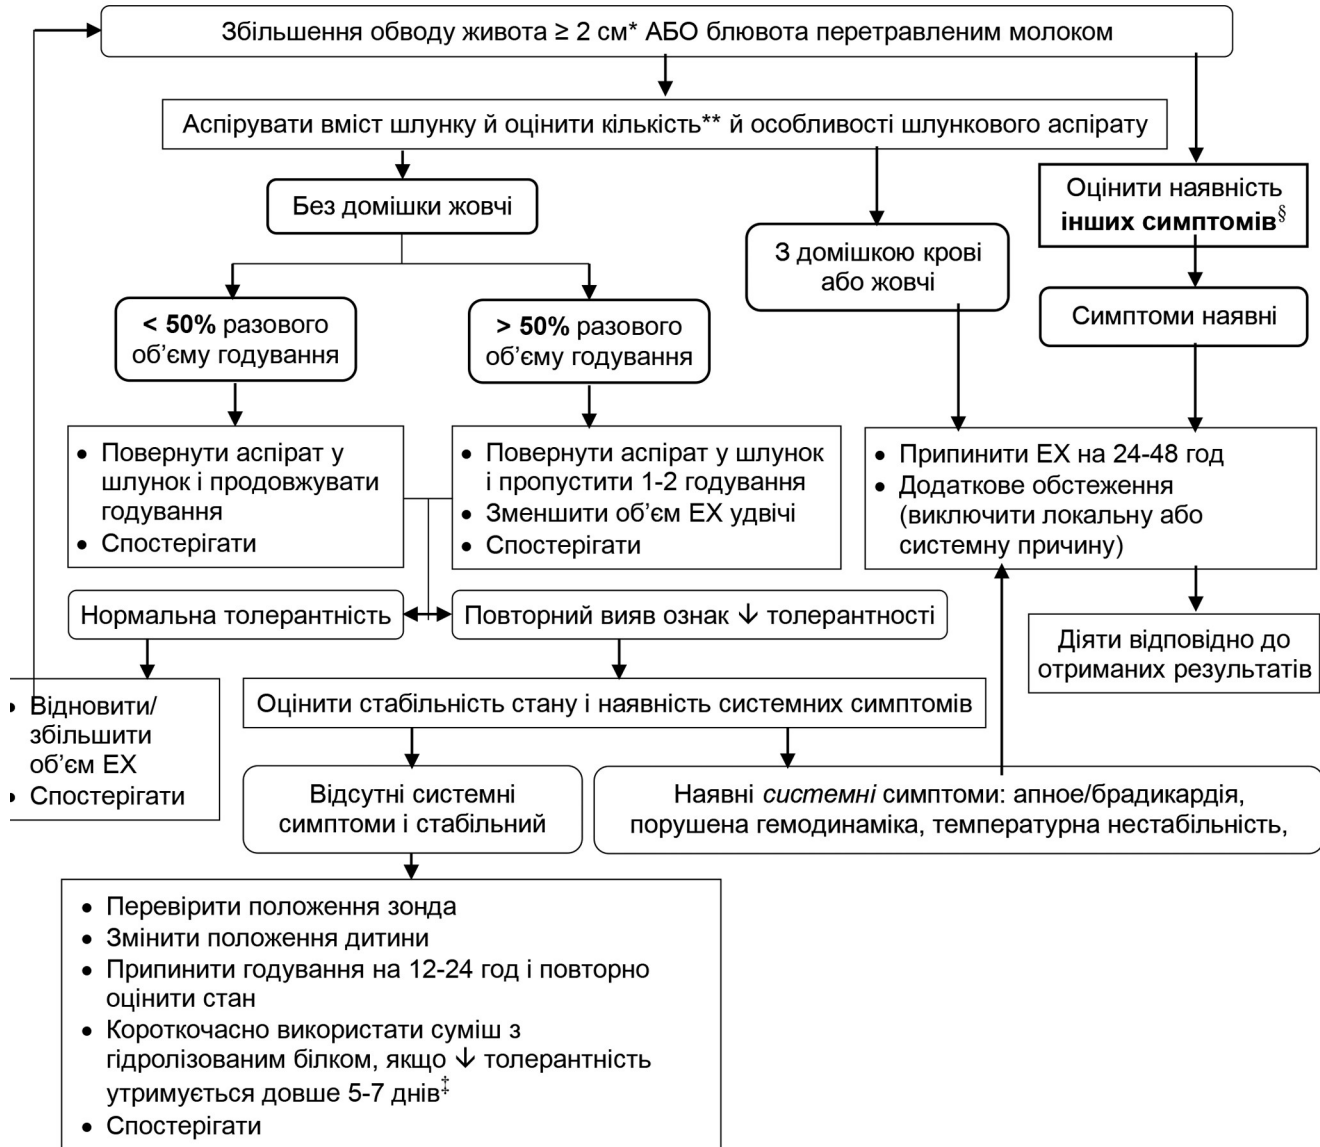 Збільшення обводу живота ≥ 2 см* АБО блювота перетравленим молоком
Аспірувати вміст шлунку й оцінити кількість** й особливості шлункового аспірату
Без домішки жовчі
З домішкою крові
або жовчі
Оцінити наявність
інших симптомів§
Симптоми наявні
< 50% разового
об’єму годування
> 50% разового
об’єму годування
• Повернути аспірат у
шлунок і продовжувати
годування
• Спостерігати
• Повернути аспірат у шлунок
і пропустити 1-2 годування
• Зменшити об’єм ЕХ удвічі
• Спостерігати
• Припинити ЕХ на 24-48 год
• Додаткове обстеження
(виключити локальну або
системну причину)
Нормальна толерантність
Повторний вияв ознак ↓ толерантності
Діяти відповідно до
отриманих результатів
• Відновити/
збільшити
об’єм ЕХ
• Спостерігати
Оцінити стабільність стану і наявність системних симптомів
Відсутні системні
симптоми і стабільний
Наявні системні симптоми: апное/брадикардія,
порушена гемодинаміка, температурна нестабільність,
• Перевірити положення зонда
• Змінити положення дитини
• Припинити годування на 12-24 год і повторно
оцінити стан
• Короткочасно використати суміш з
гідролізованим білком, якщо ↓ толерантність
утримується довше 5-7 днів‡
• Спостерігати